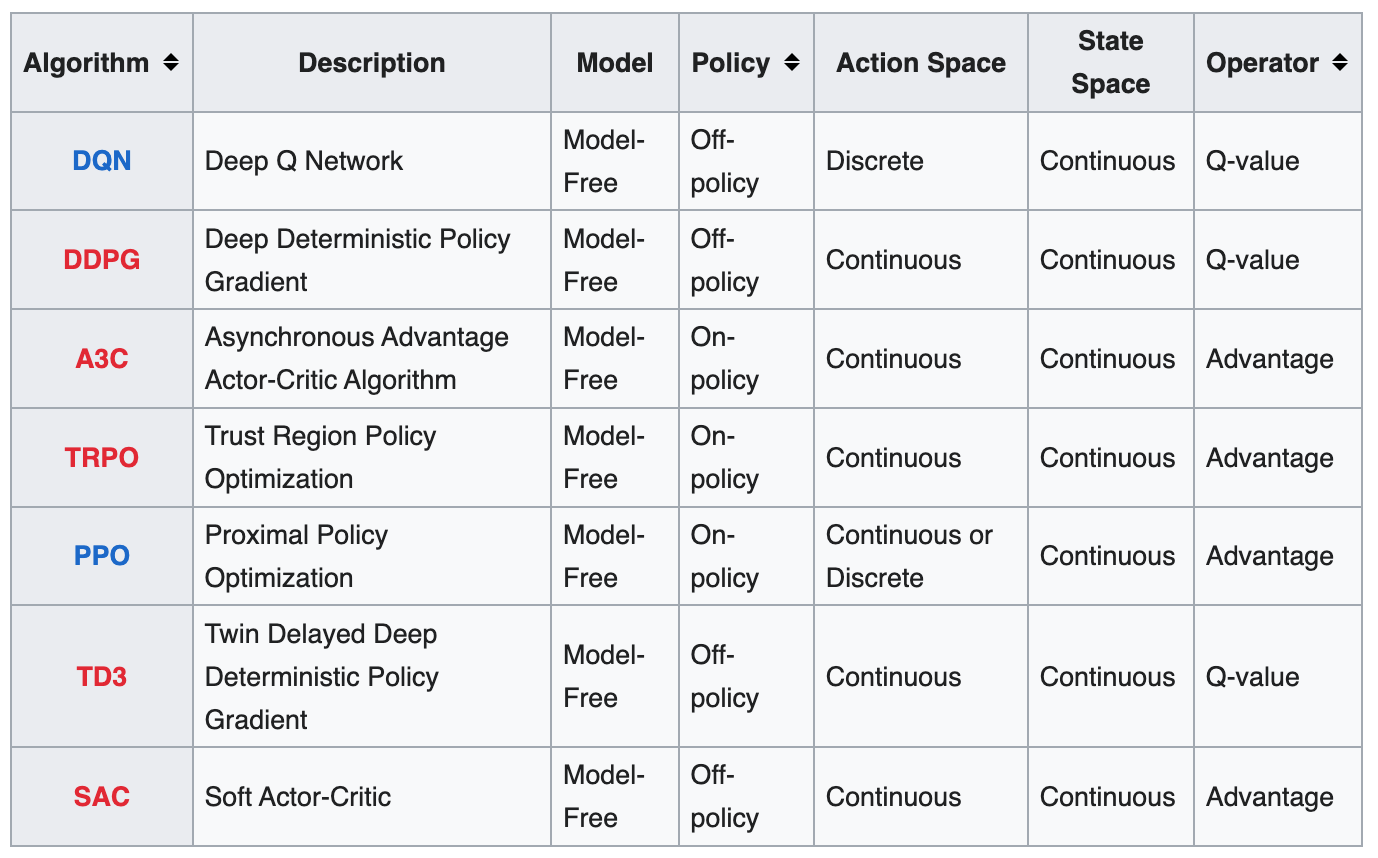 Algorithm Description Model Policy Action Space State Space Operator
DQN Deep Q Network Model-Free Off-policy Discrete Continuous Q-value
DDPG Deep Deterministic Policy Gradient Model-Free Off-policy Continuous Continuous Q-value
A3C Asynchronous Advantage Actor-Critic Algorithm Model-Free On-policy Continuous Continuous Advantage
TRPO Trust Region Policy Optimization Model-Free On-policy Continuous Continuous Advantage
PPO Proximal Policy Optimization Model-Free On-policy Continuous or Discrete Continuous Advantage
TD3 Twin Delayed Deep Deterministic Policy Gradient Model-Free Off-policy Continuous Continuous Q-value
SAC Soft Actor-Critic Model-Free Off-policy Continuous Continuous Advantage